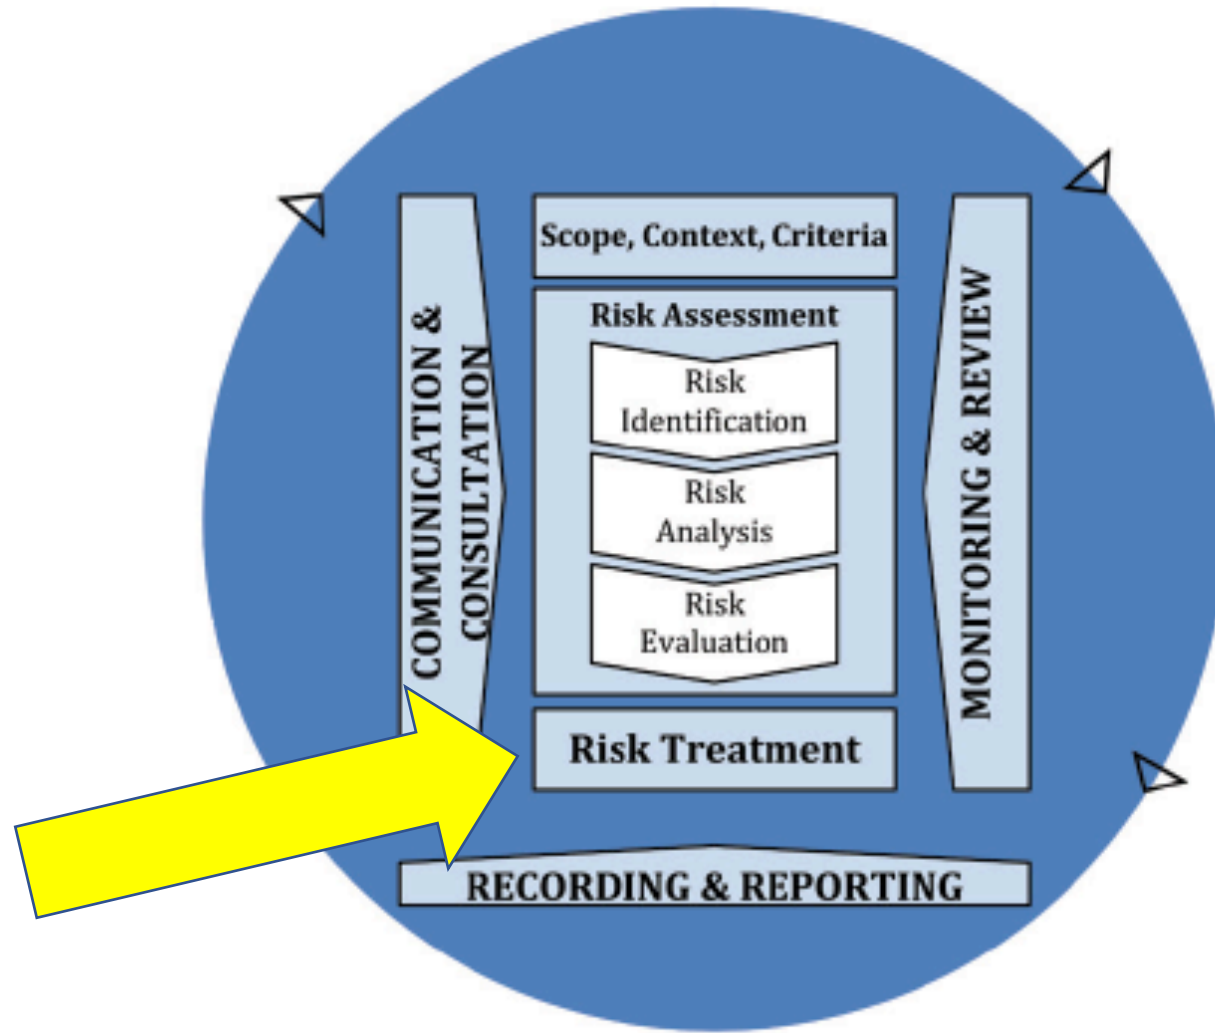 Scope, Context, Criteria
Risk Assessment
Risk
Identification
Risk
Analysis
Risk
Evaluation
Risk Treatment
COMMUNICATION &
CONSULTATION
MONITORING & REVIEW
RECORDING & REPORTING